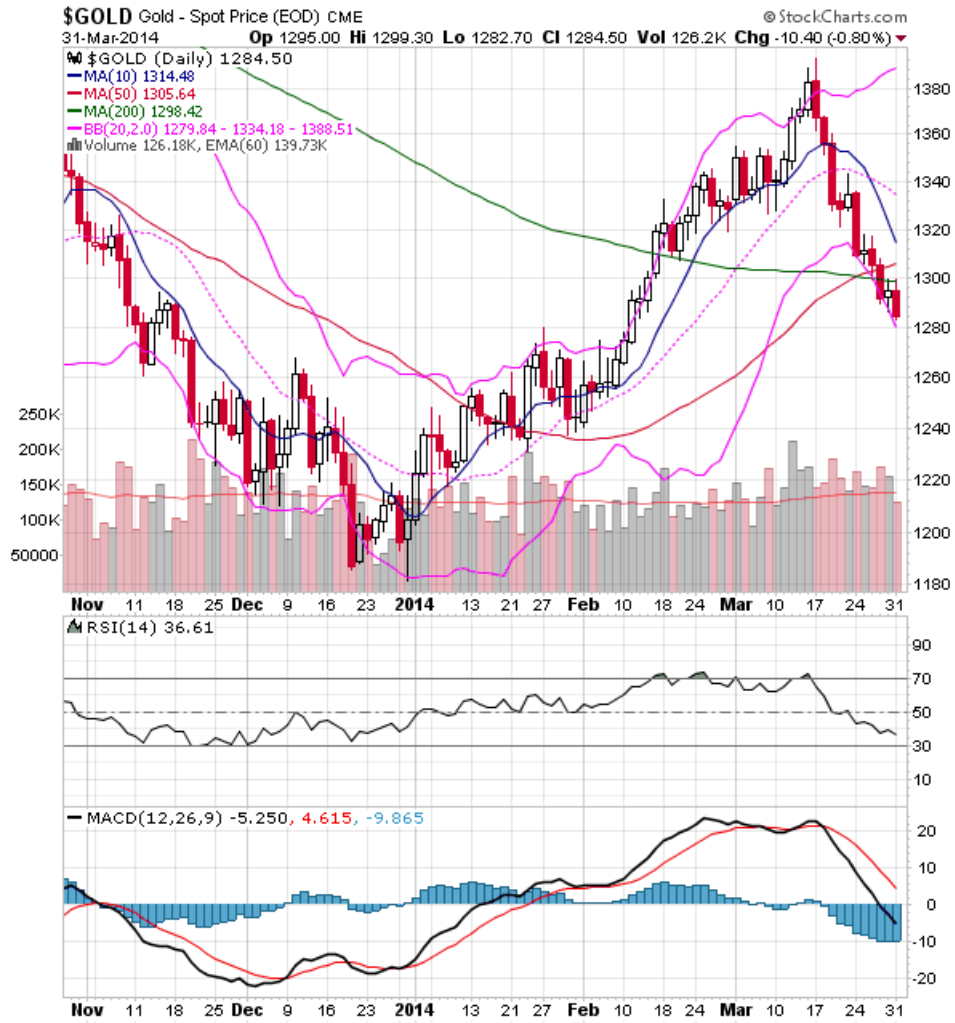 $GOLD Gold - Spot Price (EOD) CME © StockCharts.com
31-Mar-2014 Op 1295.00 Hi 1299.30 Lo 1282.70 Cl 1284.50 Vol 126.2K Chg -10.40 (-0.80%)
$GOLD (Daily) 1284.50
MA(10) 1314.48
MA(50) 1305.64
MA(200) 1298.42
BB(20,2.0) 1279.84 - 1334.18 - 1388.51
Volume 126.18K, EMA(60) 139.73K
1380
1360
1340
1320
1300
1280
1260
1240
1220
1200
1180
250K
200K
150K
100K
50000
Nov 11 18 25 Dec 9 16 23 2014 13 21 27 Feb 10 18 24 Mar 10 17 24 31
RSI(14) 36.61
90
70
50
30
10
MACD(12,26,9) -5.250, 4.615, -9.865
20
10
0
-10
-20
Nov 11 18 25 Dec 9 16 23 2014 13 21 27 Feb 10 18 24 Mar 10 17 24 31